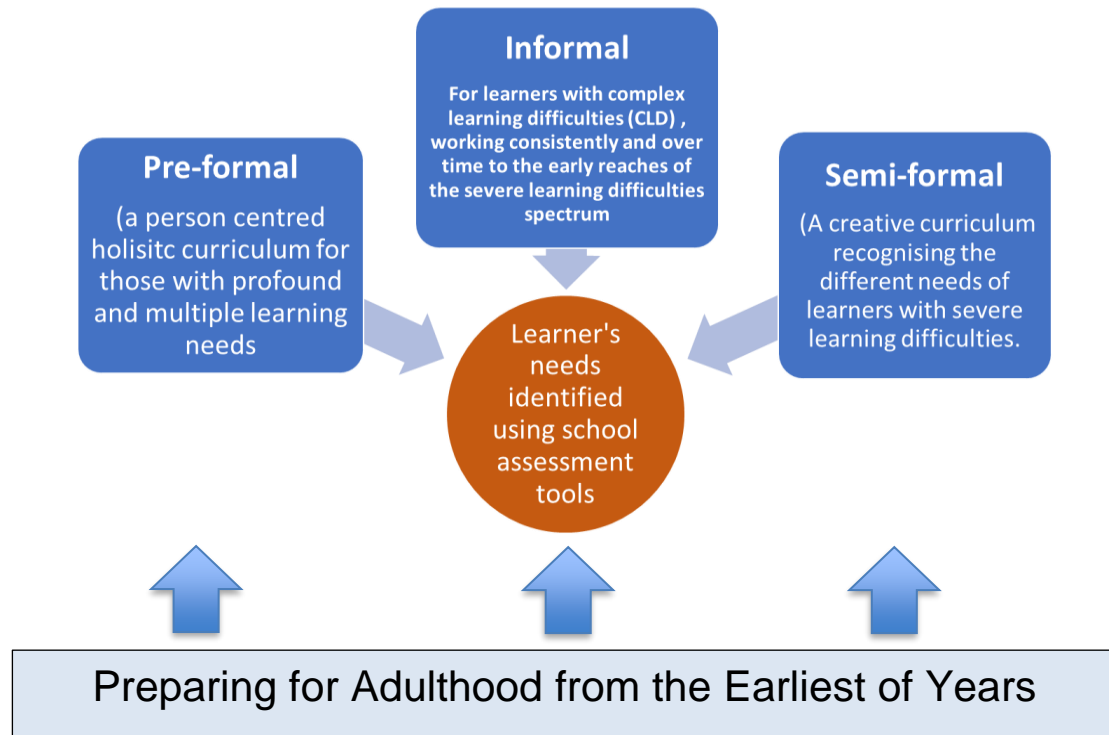 Informal
For learners with complex
learning difficulties (CLD) ,
working consistently and over
time to the early reaches of
the severe learning difficulties
spectrum
Pre-formal
(a person centred
holisitc curriculum for
those with profound
and multiple learning
needs
Semi-formal
(A creative curriculum
recognising the
different needs of
learners with severe
learning difficulties.
Learner's
needs
identified
using school
assessment
tools
Preparing for Adulthood from the Earliest of Years